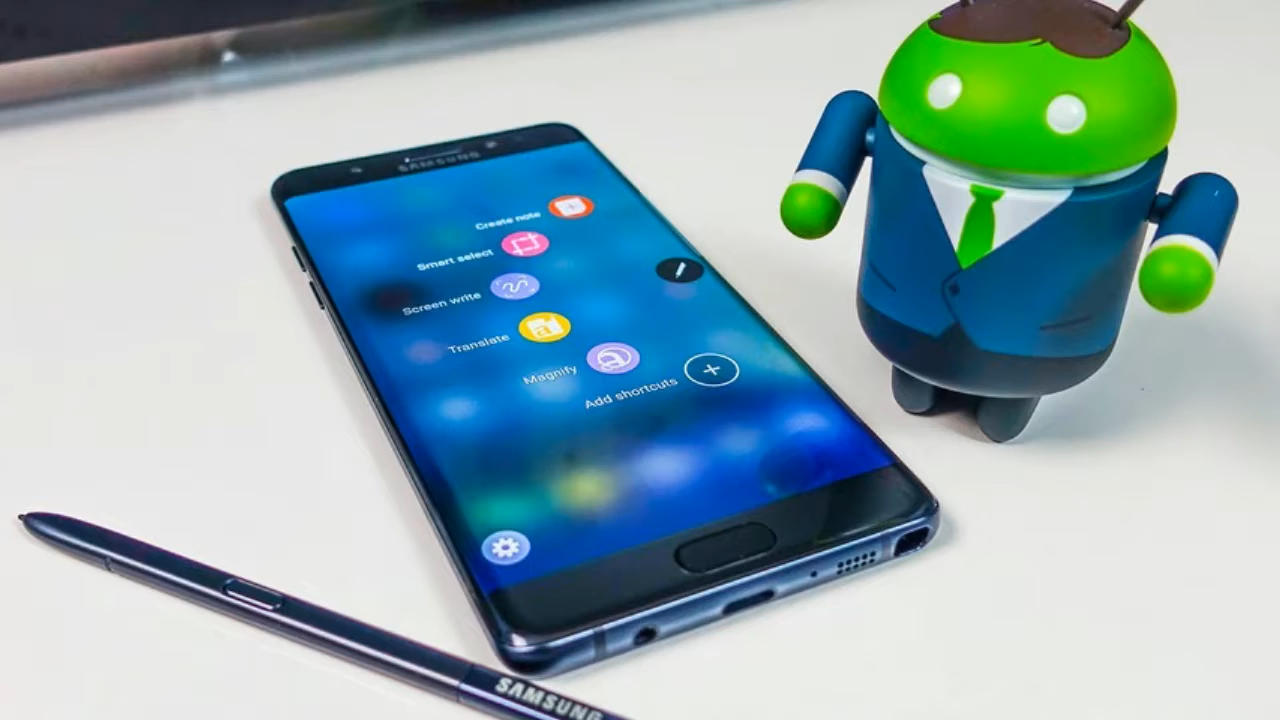 SAMSUNG
Create note
Smart select
Screen write
Translate
Magnify
Add shortcuts
SAMSUNG